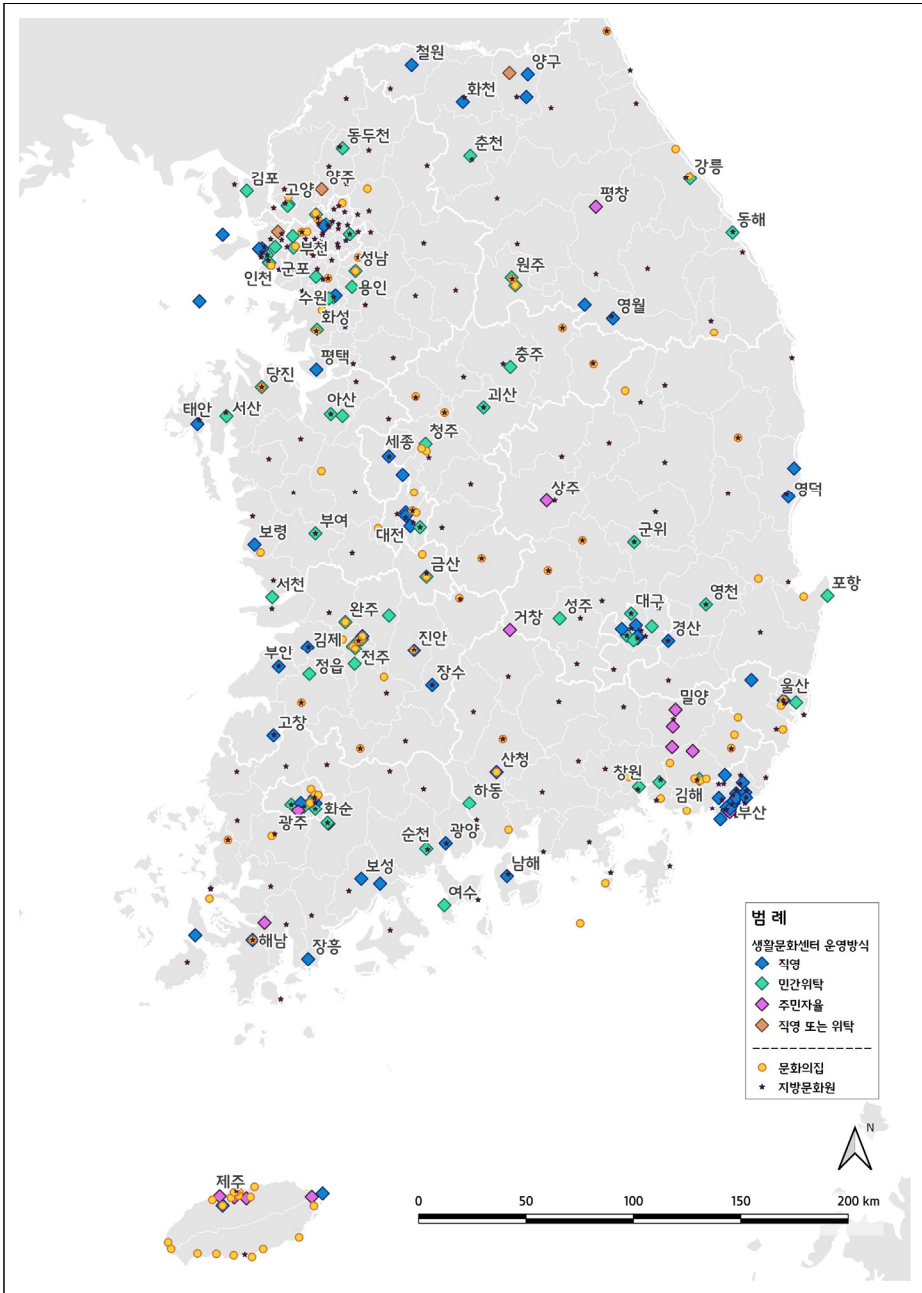 철원
양구
화천
동두천
춘천
김포
양주
고양
강릉
평창
동해
부천
인천
군포
성남
원주
수원
용인
영월
화성
평택
충주
당진
괴산
태안
서산
아산
청주
세종
상주
영덕
대전
부여
군위
보령
금산
서천
포항
영천
완주
성주
대구
거창
경산
김제
진안
부안
정읍
전주
장수
울산
밀양
고창
산청
창원
하동
김해
화순
광주
부산
순천
광양
보성
남해
여수
해남
장흥
제주
범 례
생활문화센터 운영방식
직영
민간위탁
주민자율
직영 또는 위탁
문화의집
지방문화원
N
0 50 100 150 200 km